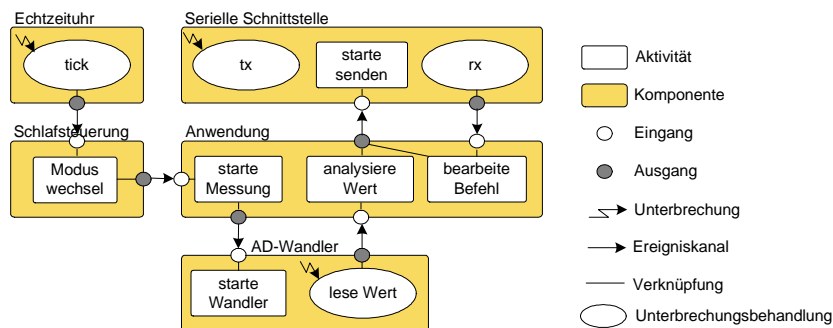 Echtzeituhr
Serielle Schnittstelle
tick
tx
starte
senden
rx
Schlafsteuerung
Anwendung
Modus
wechsel
starte
Messung
analysiere
Wert
bearbeite
Befehl
AD-Wandler
starte
Wandler
lese Wert
Aktivität
Komponente
Eingang
Ausgang
Unterbrechung
Ereigniskanal
Verknüpfung
Unterbrechungsbehandlung